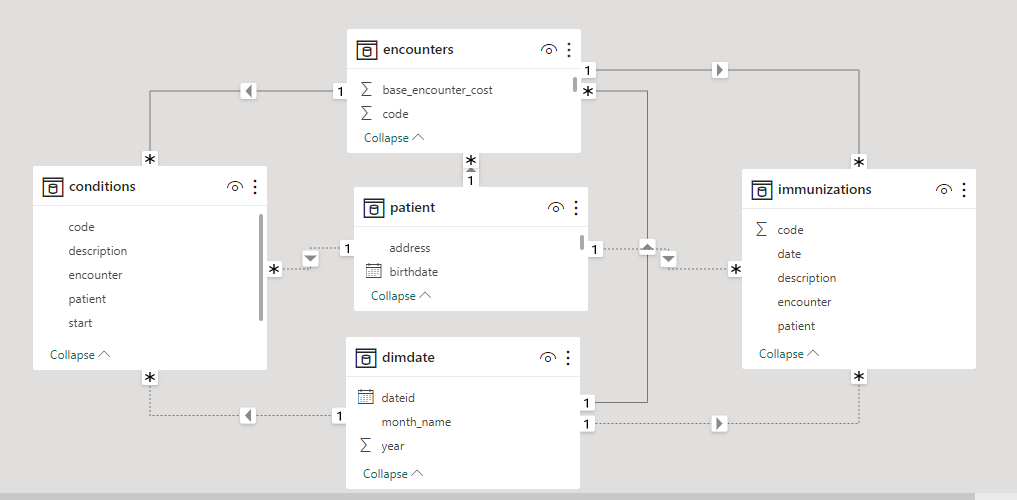 encounters
Σ base_encounter_cost
Σ code
Collapse
1
1
*
*
*
*
*
1
conditions
code
description
encounter
patient
start
Collapse
patient
address
birthdate
Collapse
1
1
*
*
immunizations
Σ code
date
description
encounter
patient
Collapse
dimdate
dateid
month_name
Σ year
Collapse
*
*
1
1
1